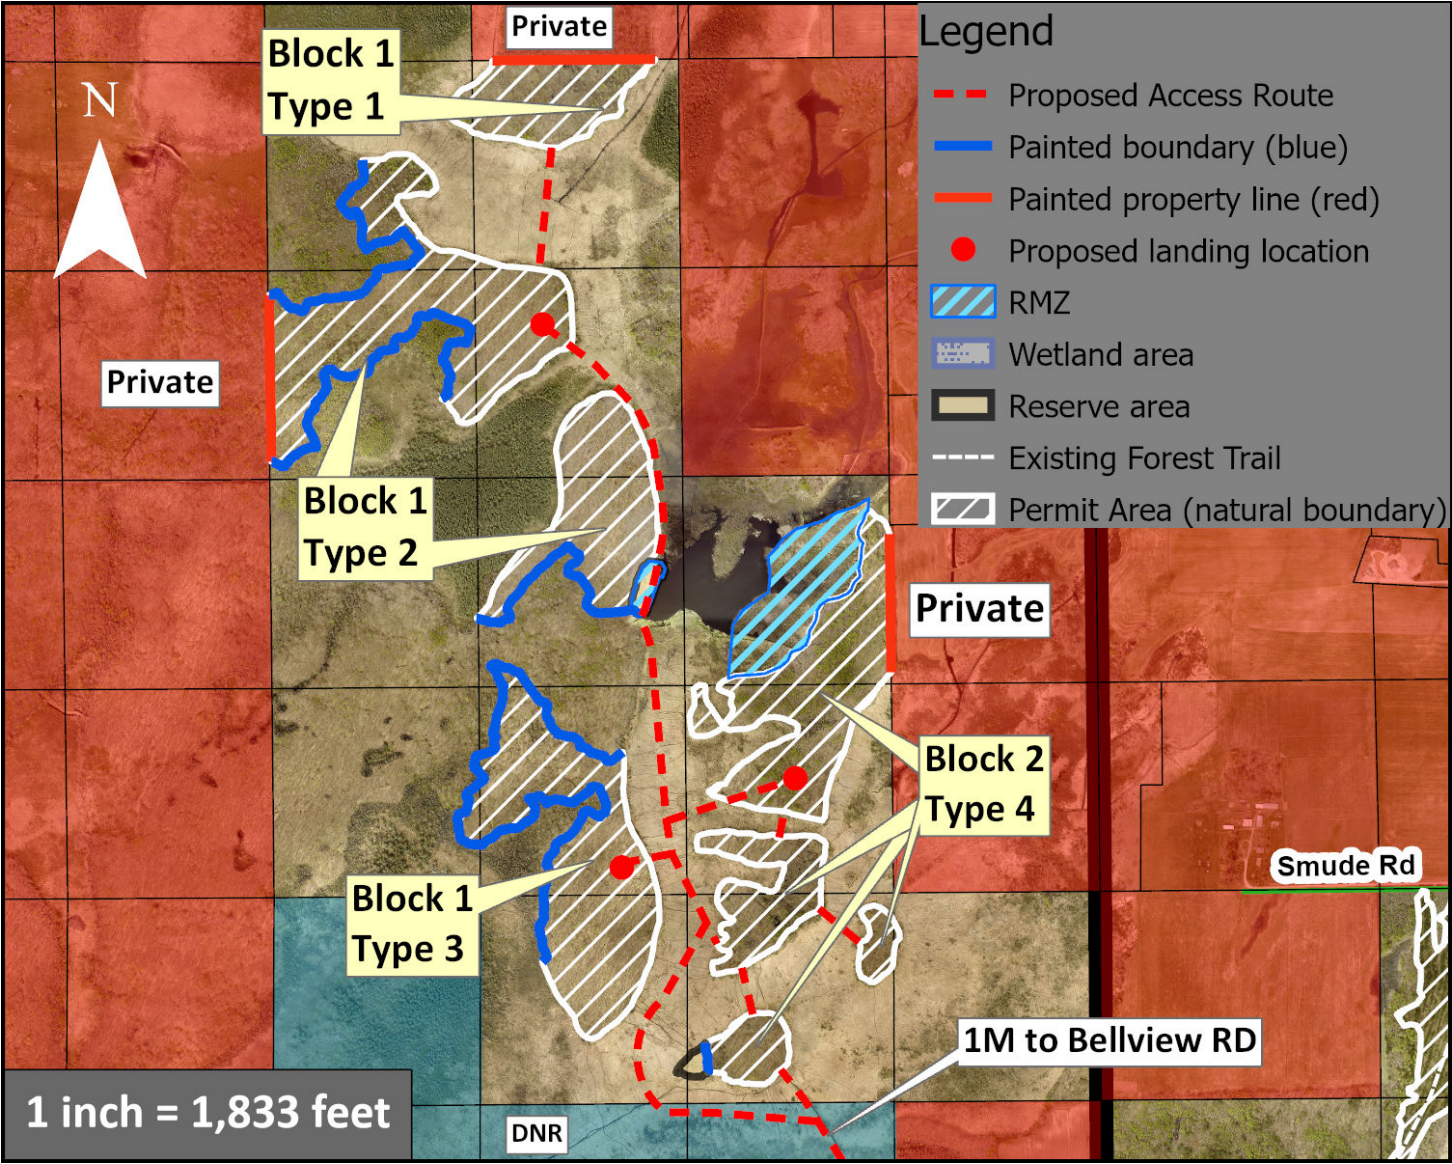 Private
Legend
Block 1
Type 1
N
Proposed Access Route
Painted boundary (blue)
Painted property line (red)
Proposed landing location
RMZ
Wetland area
Private
Reserve area
Existing Forest Trail
Block 1
Type 2
Permit Area (natural boundary)
Private
Block 2
Type 4
Smude Rd
Block 1
Type 3
1M to Bellview RD
1 inch = 1,833 feet
DNR